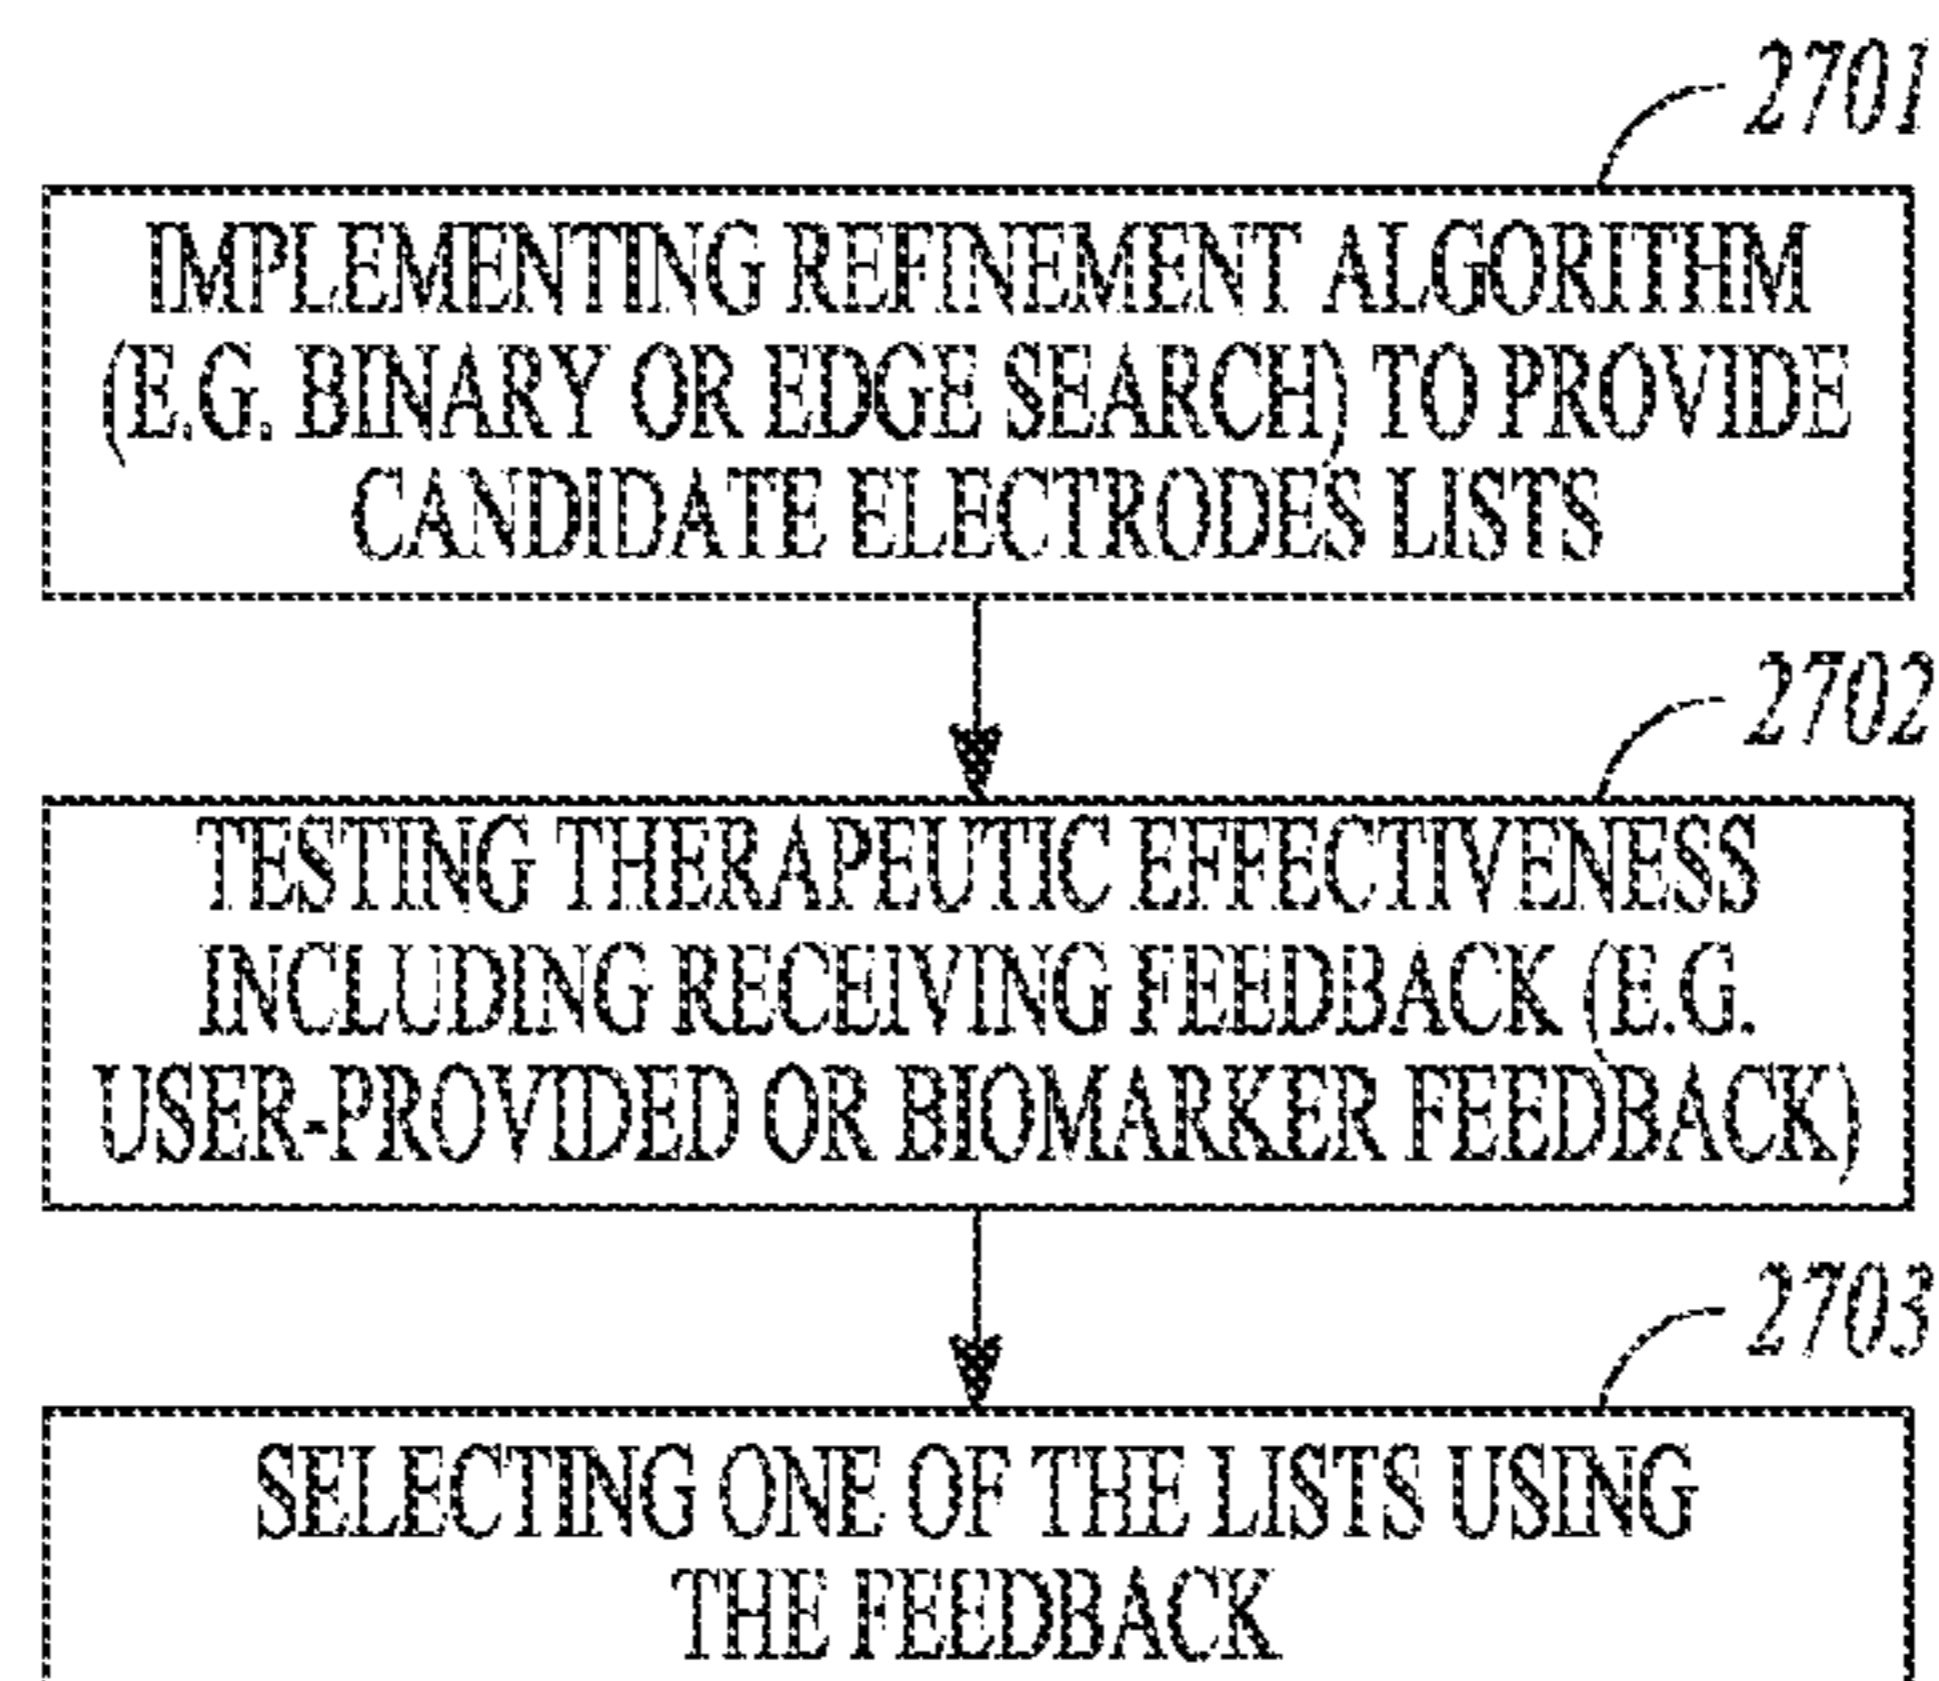 2701
IMPLEMENTING REFINEMENT ALGORITHM
(E.G. BINARY OR EDGE SEARCH) TO PROVIDE
CANDIDATE ELECTRODES LISTS
2702
TESTING THERAPEUTIC EFFECTIVENESS
INCLUDING RECEIVING FEEDBACK (E.G.
USER-PROVIDED OR BIOMARKER FEEDBACK)
2703
SELECTING ONE OF THE LISTS USING
THE FEEDBACK